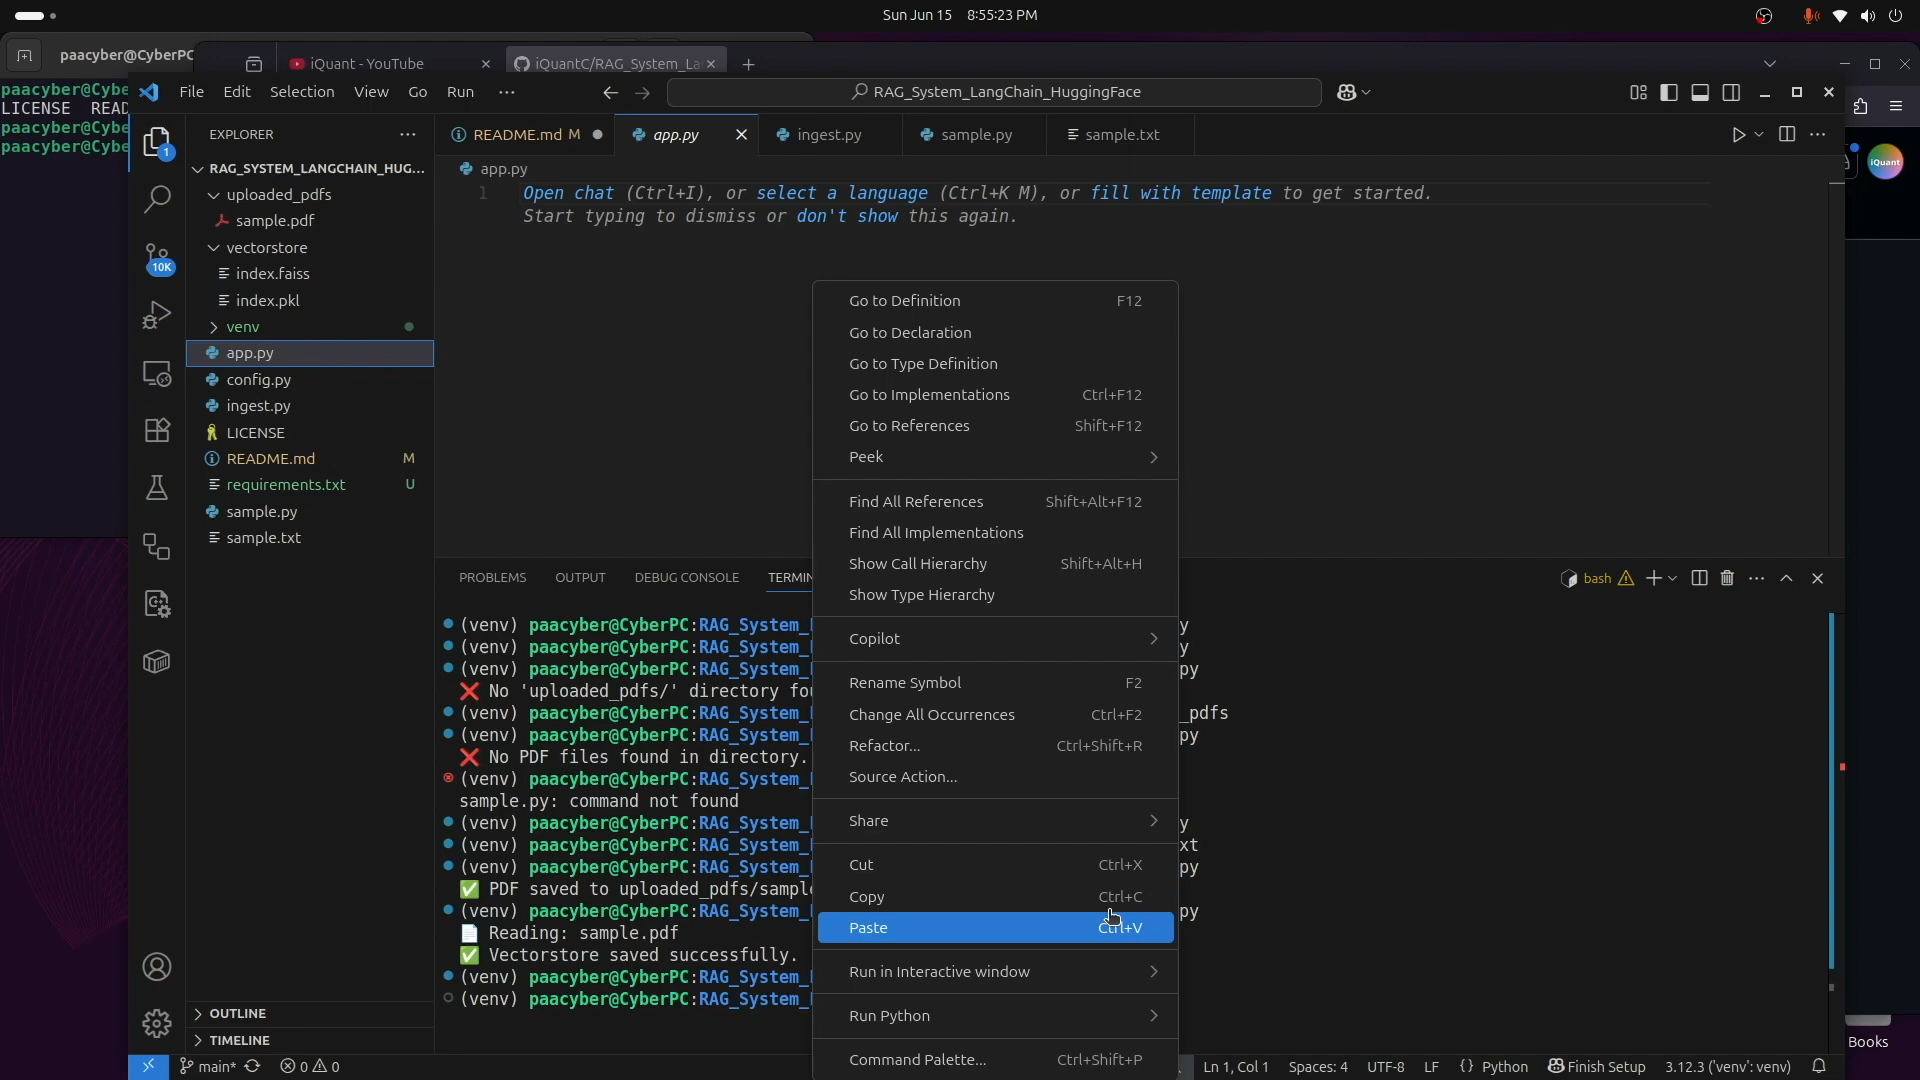 Sun Jun 15 8:55:23 PM
paacyber@CyberPC
iQuant - YouTube
iQuantC/RAG_System_La
paacyber@Cybe
LICENSE READ
paacyber@Cybe
paacyber@Cybe
File Edit Selection View Go Run ...
RAG_System_LangChain_HuggingFace
EXPLORER
README.md M
app.py
ingest.py
sample.py
sample.txt
iQuant
RAG_SYSTEM_LANGCHAIN_HUG...
uploaded_pdfs
sample.pdf
vectorstore
index.faiss
index.pkl
venv
app.py
config.py
ingest.py
LICENSE
README.md M
requirements.txt U
sample.py
sample.txt
OUTLINE
TIMELINE
1
10K
app.py
1 Open chat (Ctrl+I), or select a language (Ctrl+K M), or fill with template to get started.
Start typing to dismiss or don't show this again.
Go to Definition F12
Go to Declaration
Go to Type Definition
Go to Implementations Ctrl+F12
Go to References Shift+F12
Peek
Find All References Shift+Alt+F12
Find All Implementations
Show Call Hierarchy Shift+Alt+H
Show Type Hierarchy
Copilot
Rename Symbol F2
Change All Occurrences Ctrl+F2
Refactor... Ctrl+Shift+R
Source Action...
Share
Cut Ctrl+X
Copy Ctrl+C
Paste Ctrl+V
Run in Interactive window
Run Python
Command Palette... Ctrl+Shift+P
PROBLEMS OUTPUT DEBUG CONSOLE TERMIN
bash
(venv) paacyber@CyberPC:RAG_System_ y
(venv) paacyber@CyberPC:RAG_System_ y
(venv) paacyber@CyberPC:RAG_System_ py
❌ No 'uploaded_pdfs/' directory fou
(venv) paacyber@CyberPC:RAG_System_ _pdfs
(venv) paacyber@CyberPC:RAG_System_ py
❌ No PDF files found in directory.
(venv) paacyber@CyberPC:RAG_System_
sample.py: command not found
(venv) paacyber@CyberPC:RAG_System_ y
(venv) paacyber@CyberPC:RAG_System_ xt
(venv) paacyber@CyberPC:RAG_System_ py
✅ PDF saved to uploaded_pdfs/sampl
(venv) paacyber@CyberPC:RAG_System_ py
📄 Reading: sample.pdf
✅ Vectorstore saved successfully.
(venv) paacyber@CyberPC:RAG_System_
(venv) paacyber@CyberPC:RAG_System_
Books
main* 0 0
Ln 1, Col 1 Spaces: 4 UTF-8 LF {} Python Finish Setup 3.12.3 ('venv': venv)